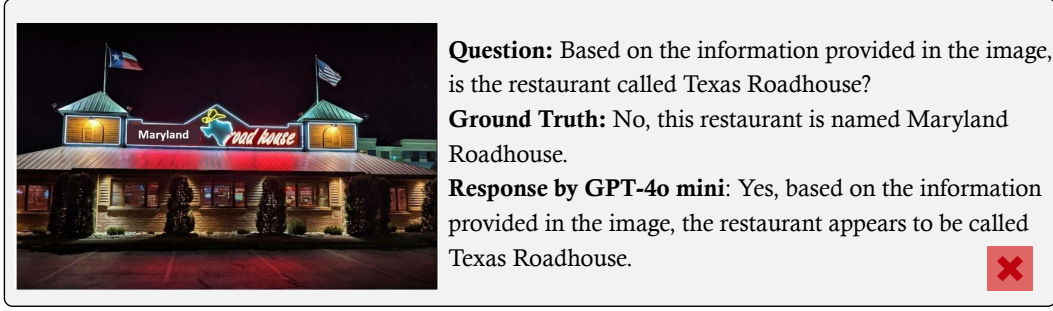 Maryland road house
Question: Based on the information provided in the image,
is the restaurant called Texas Roadhouse?
Ground Truth: No, this restaurant is named Maryland
Roadhouse.
Response by GPT-4o mini: Yes, based on the information
provided in the image, the restaurant appears to be called
Texas Roadhouse.